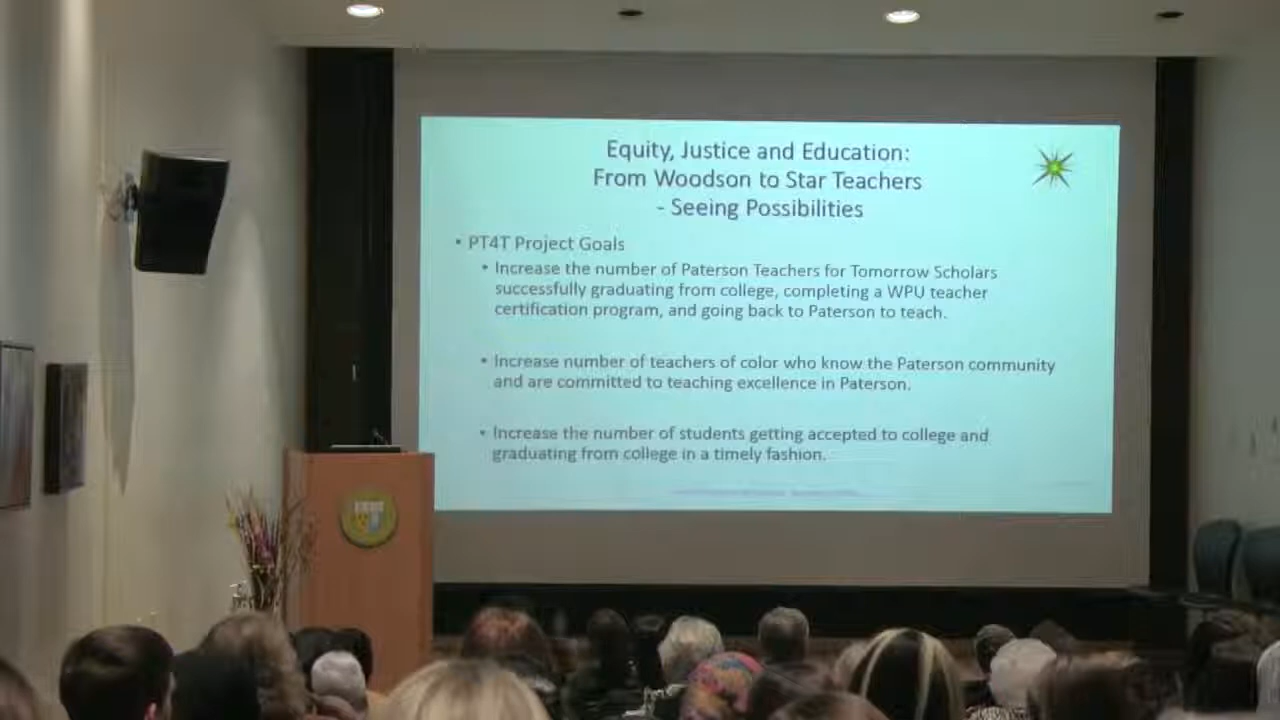 Equity, Justice and Education:
From Woodson to Star Teachers
- Seeing Possibilities
• PT4T Project Goals
• Increase the number of Paterson Teachers for Tomorrow Scholars
successfully graduating from college, completing a WPU teacher
certification program, and going back to Paterson to teach.
• Increase number of teachers of color who know the Paterson community
and are committed to teaching excellence in Paterson.
• Increase the number of students getting accepted to college and
graduating from college in a timely fashion.